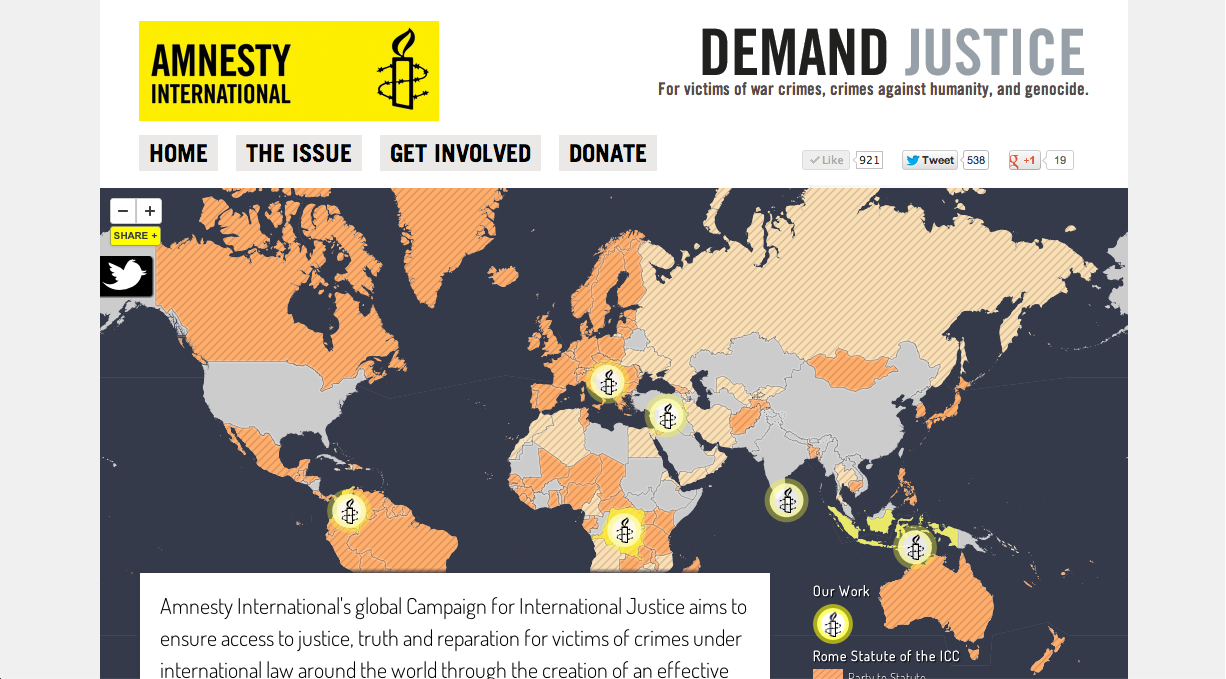 AMNESTY
INTERNATIONAL
DEMAND JUSTICE
For victims of war crimes, crimes against humanity, and genocide.
HOME THE ISSUE GET INVOLVED DONATE
Like 921 Tweet 538 +1 19
− +
SHARE +
Our Work
Amnesty International's global Campaign for International Justice aims to
ensure access to justice, truth and reparation for victims of crimes under
international law around the world through the creation of an effective
Rome Statute of the ICC
Party to Statute